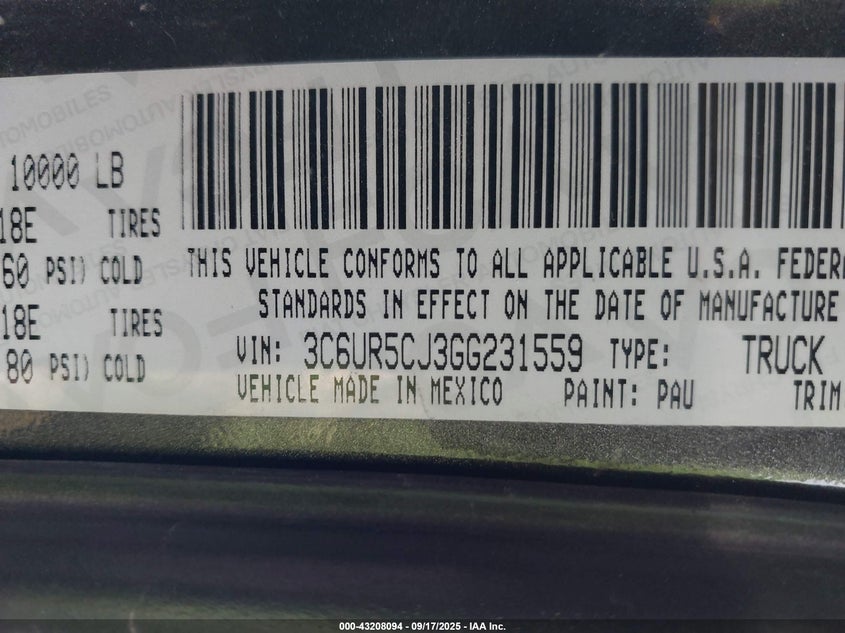 10000 LB
18E TIRES
60 PSI) COLD
18E TIRES
80 PSI) COLD
THIS VEHICLE CONFORMS TO ALL APPLICABLE U.S.A. FEDERA
STANDARDS IN EFFECT ON THE DATE OF MANUFACTURE
VIN: 3C6UR5CJ3GG231559 TYPE: TRUCK
VEHICLE MADE IN MEXICO PAINT: PAU TRIM
000-43208094 - 09/17/2025 - IAA Inc.